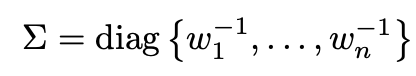 Σ = diag {w₁⁻¹, . . . , wₙ⁻¹}